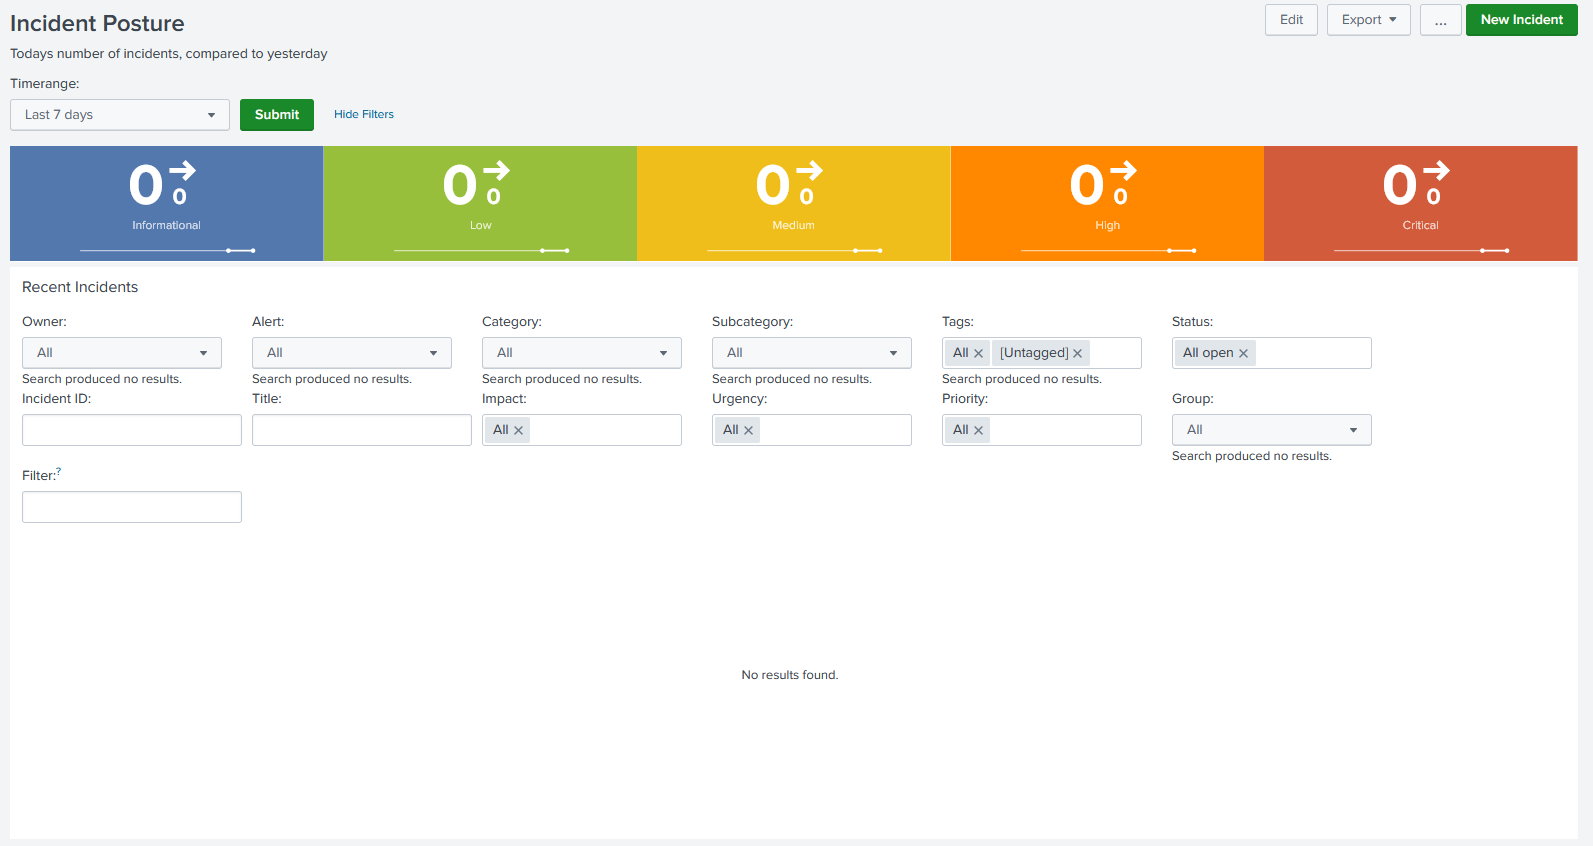 Incident Posture
Edit
Export
...
New Incident
Todays number of incidents, compared to yesterday
Timerange:
Last 7 days
Submit
Hide Filters
0 0
Informational
0 0
Low
0 0
Medium
0 0
High
0 0
Critical
Recent Incidents
Owner:
All
Search produced no results.
Alert:
All
Search produced no results.
Category:
All
Search produced no results.
Subcategory:
All
Search produced no results.
Tags:
All [Untagged]
Search produced no results.
Status:
All open
Incident ID:
Title:
Impact:
All
Urgency:
All
Priority:
All
Group:
All
Search produced no results.
Filter:?
No results found.